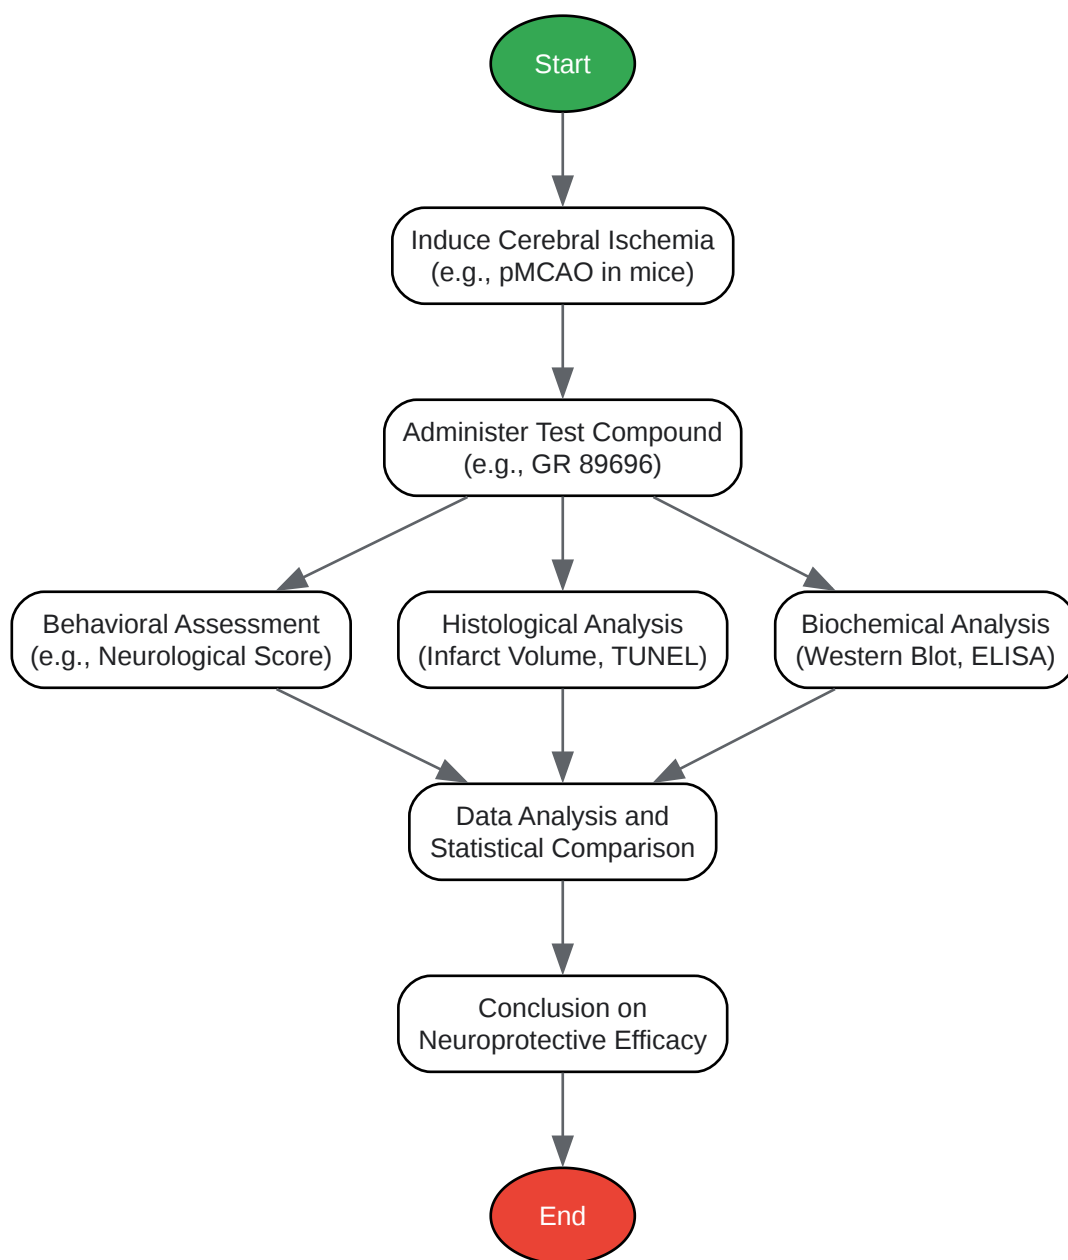 Start
Induce Cerebral Ischemia
(e.g., pMCAO in mice)
Administer Test Compound
(e.g., GR 89696)
Behavioral Assessment
(e.g., Neurological Score)
Histological Analysis
(Infarct Volume, TUNEL)
Biochemical Analysis
(Western Blot, ELISA)
Data Analysis and
Statistical Comparison
Conclusion on
Neuroprotective Efficacy
End